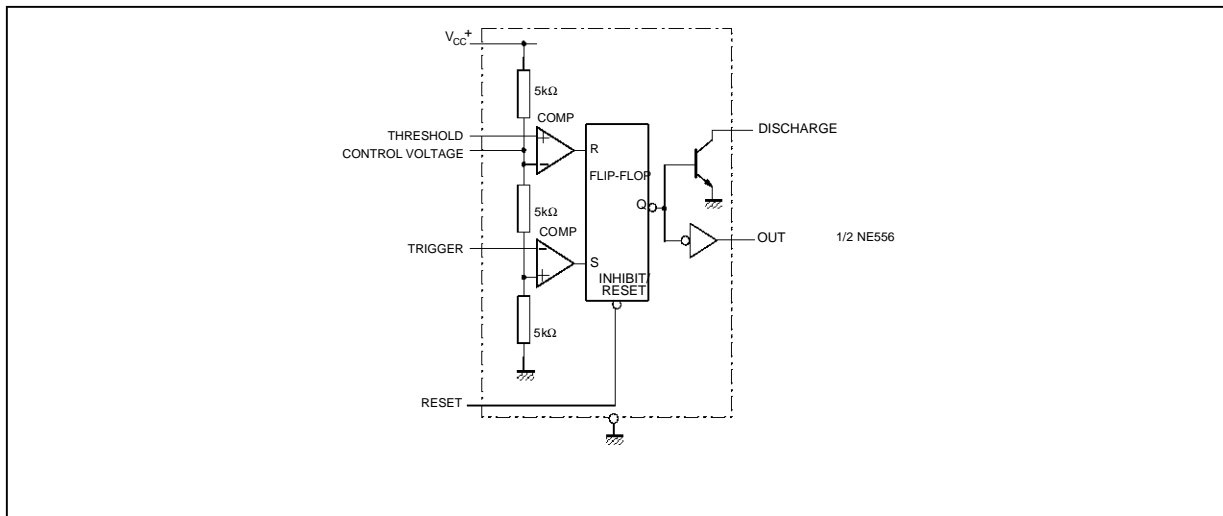 VCC+
5kΩ
COMP
THRESHOLD
CONTROL VOLTAGE
R
FLIP-FLOP
Q
DISCHARGE
5kΩ
COMP
TRIGGER
S
INHIBIT/
RESET
OUT
1/2 NE556
5kΩ
RESET